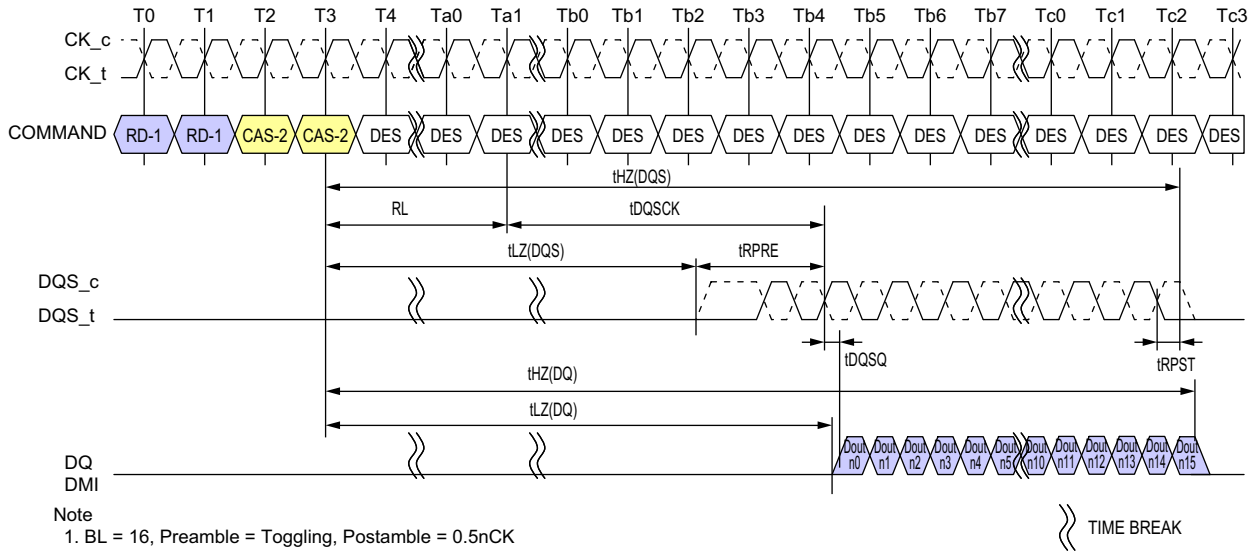 T0 T1 T2 T3 T4 Ta0 Ta1 Tb0 Tb1 Tb2 Tb3 Tb4 Tb5 Tb6 Tb7 Tc0 Tc1 Tc2 Tc3
CK_c
CK_t
COMMAND RD-1 RD-1 CAS-2 CAS-2 DES DES DES DES DES DES DES DES DES DES DES DES DES DES DES
tHZ(DQS)
RL tDQSCK
tLZ(DQS) tRPRE
DQS_c
DQS_t
tDQSQ tRPST
tHZ(DQ)
tLZ(DQ)
Dout Dout Dout Dout Dout Dout Dout Dout Dout Dout Dout Dout
DQ n0 n1 n2 n3 n4 n5 n10 n11 n12 n13 n14 n15
DMI
Note
1. BL = 16, Preamble = Toggling, Postamble = 0.5nCK
TIME BREAK